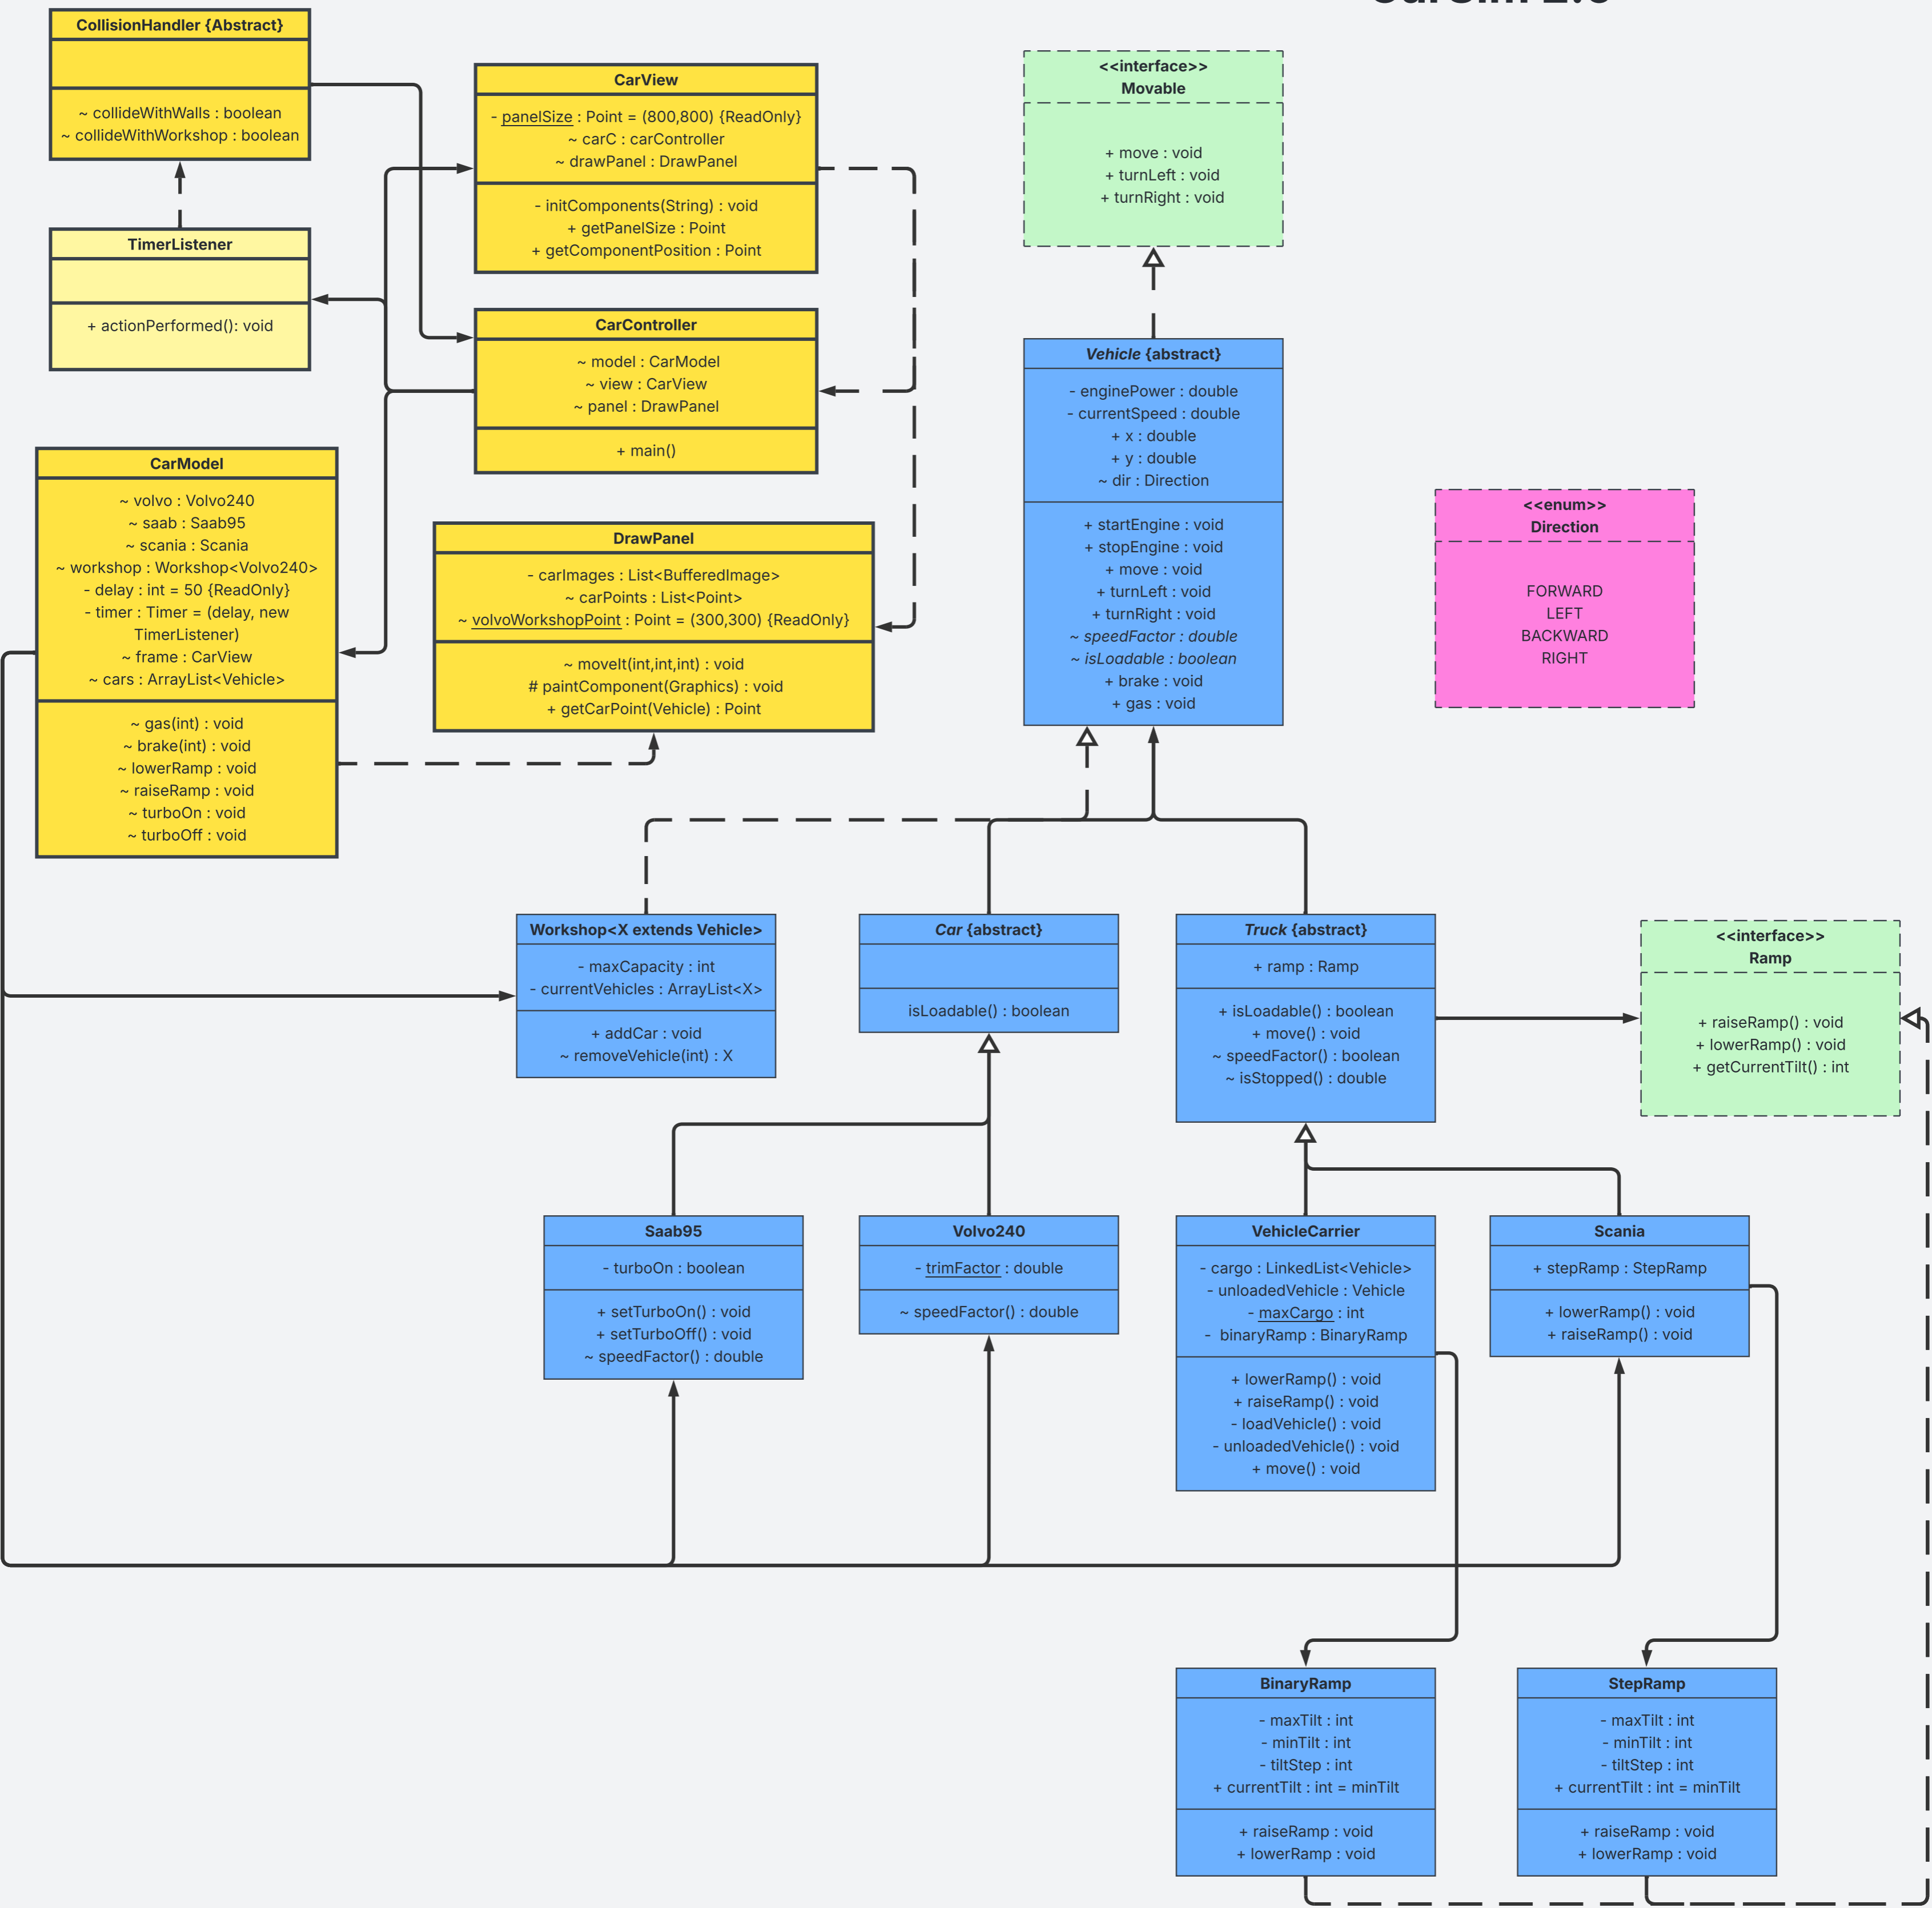 CollisionHandler {Abstract}
~ collideWithWalls : boolean
~ collideWithWorkshop : boolean
TimerListener
+ actionPerformed(): void
CarView
- panelSize : Point = (800,800) {ReadOnly}
~ carC : carController
~ drawPanel : DrawPanel
- initComponents(String) : void
+ getPanelSize : Point
+ getComponentPosition : Point
CarController
~ model : CarModel
~ view : CarView
~ panel : DrawPanel
+ main()
CarModel
~ volvo : Volvo240
~ saab : Saab95
~ scania : Scania
~ workshop : Workshop<Volvo240>
- delay : int = 50 {ReadOnly}
- timer : Timer = (delay, new
TimerListener)
~ frame : CarView
~ cars : ArrayList<Vehicle>
~ gas(int) : void
~ brake(int) : void
~ lowerRamp : void
~ raiseRamp : void
~ turboOn : void
~ turboOff : void
DrawPanel
- carImages : List<BufferedImage>
~ carPoints : List<Point>
~ volvoWorkshopPoint : Point = (300,300) {ReadOnly}
~ moveIt(int,int,int) : void
# paintComponent(Graphics) : void
+ getCarPoint(Vehicle) : Point
<<interface>>
Movable
+ move : void
+ turnLeft : void
+ turnRight : void
Vehicle {abstract}
- enginePower : double
- currentSpeed : double
+ x : double
+ y : double
~ dir : Direction
+ startEngine : void
+ stopEngine : void
+ move : void
+ turnLeft : void
+ turnRight : void
~ speedFactor : double
~ isLoadable : boolean
+ brake : void
+ gas : void
<<enum>>
Direction
FORWARD
LEFT
BACKWARD
RIGHT
Workshop<X extends Vehicle>
- maxCapacity : int
- currentVehicles : ArrayList<X>
+ addCar : void
~ removeVehicle(int) : X
Car {abstract}
isLoadable() : boolean
Truck {abstract}
+ ramp : Ramp
+ isLoadable() : boolean
+ move() : void
~ speedFactor() : boolean
~ isStopped() : double
<<interface>>
Ramp
+ raiseRamp() : void
+ lowerRamp() : void
+ getCurrentTilt() : int
Saab95
- turboOn : boolean
+ setTurboOn() : void
+ setTurboOff() : void
~ speedFactor() : double
Volvo240
- trimFactor : double
~ speedFactor() : double
VehicleCarrier
- cargo : LinkedList<Vehicle>
- unloadedVehicle : Vehicle
- maxCargo : int
- binaryRamp : BinaryRamp
+ lowerRamp() : void
+ raiseRamp() : void
- loadVehicle() : void
- unloadedVehicle() : void
+ move() : void
Scania
+ stepRamp : StepRamp
+ lowerRamp() : void
+ raiseRamp() : void
BinaryRamp
- maxTilt : int
- minTilt : int
- tiltStep : int
+ currentTilt : int = minTilt
+ raiseRamp : void
+ lowerRamp : void
StepRamp
- maxTilt : int
- minTilt : int
- tiltStep : int
+ currentTilt : int = minTilt
+ raiseRamp : void
+ lowerRamp : void